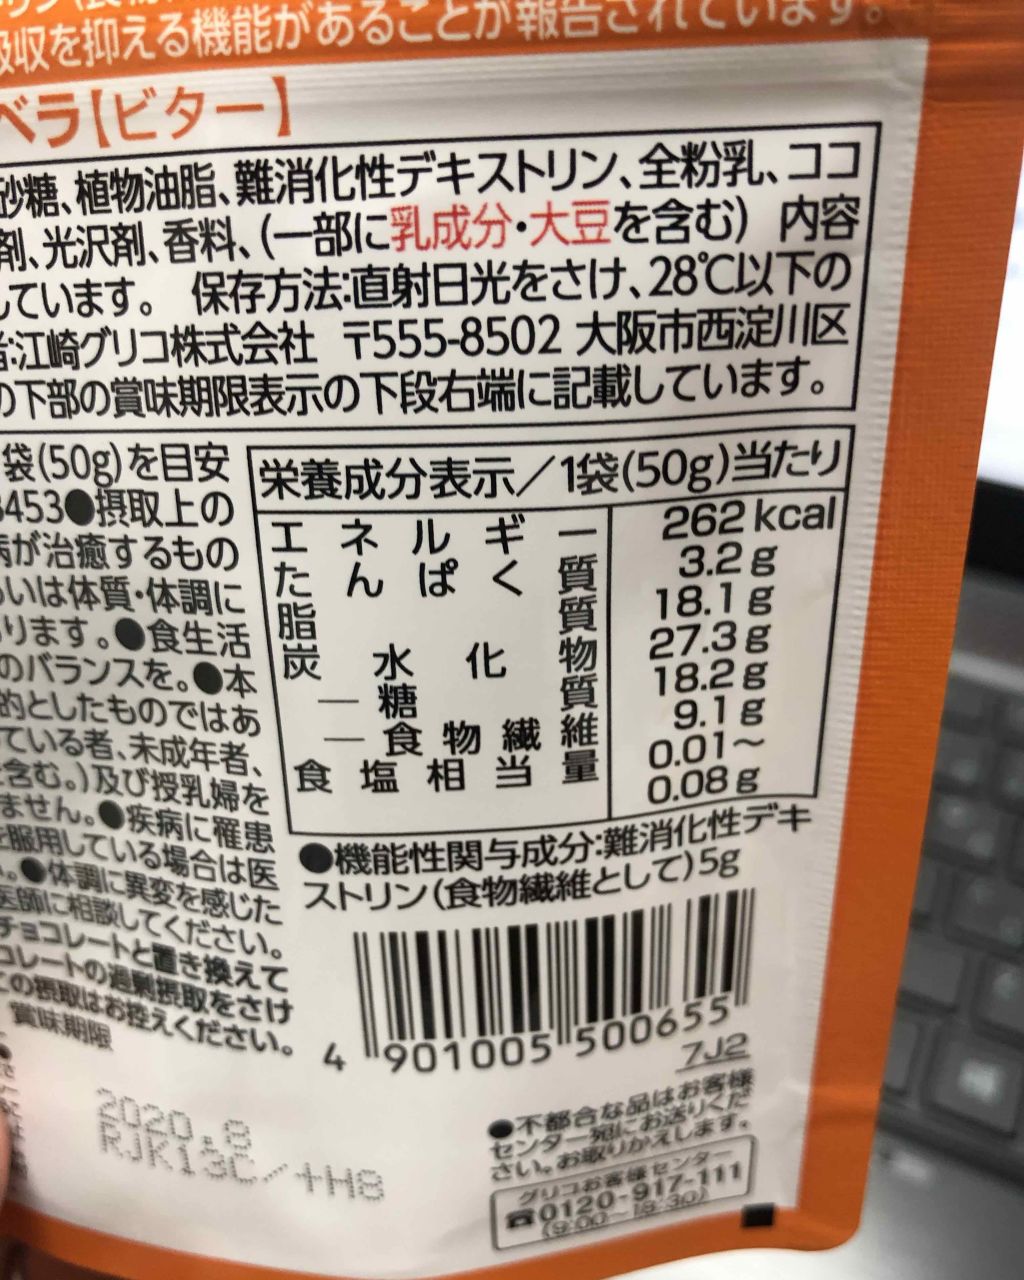 吸収を抑える機能があることが報告されています。
ベラ【ビター】
砂糖、植物油脂、難消化性デキストリン、全粉乳、ココ
剤、光沢剤、香料、(一部に乳成分・大豆を含む) 内容
しています。 保存方法:直射日光をさけ、28℃以下の
者:江崎グリコ株式会社 〒555-8502 大阪市西淀川区
の下部の賞味期限表示の下段右端に記載しています。
袋(50g)を目安
3453●摂取上の
病が治癒するもの
るいは体質・体調に
ります。●食生活
のバランスを。●本
的としたものではあ
ている者、未成年者、
含む。)及び授乳婦を
ません。●疾病に罹患
を服用している場合は医
●体調に異変を感じた
医師に相談してください。
チョコレートと置き換えて
コレートの過剰摂取をさけ
の摂取はお控えください。
賞味期限
2020.8
RJK13C/+H8
栄養成分表示/1袋(50g)当たり
エネルギー 262kcal
たんぱく質 3.2g
脂質 18.1g
炭水化物 27.3g
―糖質 18.2g
―食物繊維 9.1g
食塩相当量 0.01～
0.08g
●機能性関与成分:難消化性デキ
ストリン(食物繊維として)5g
4 901005 500655
7J2
●不都合な品はお客様
センター宛にお送りくだ
さい。お取りかえします。
グリコお客様センター
0120-917-111
(9:00～18:30)